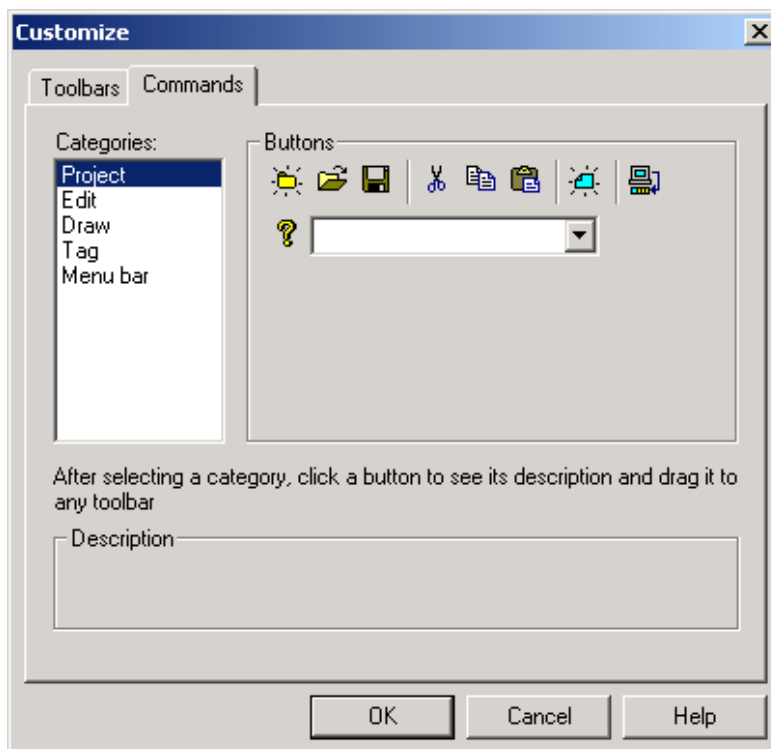 Customize
Toolbars Commands
Categories: Buttons
Project
Edit
Draw
Tag
Menu bar
After selecting a category, click a button to see its description and drag it to
any toolbar
Description
OK Cancel Help